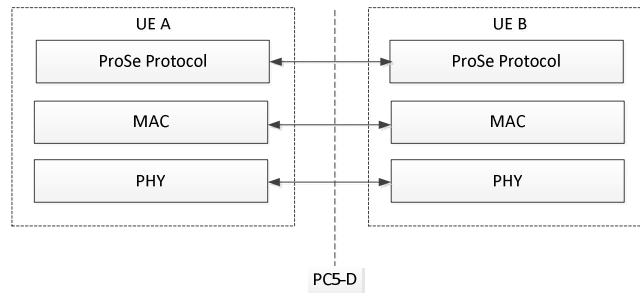 UE A
UE B
ProSe Protocol
ProSe Protocol
MAC
MAC
PHY
PHY
PC5-D